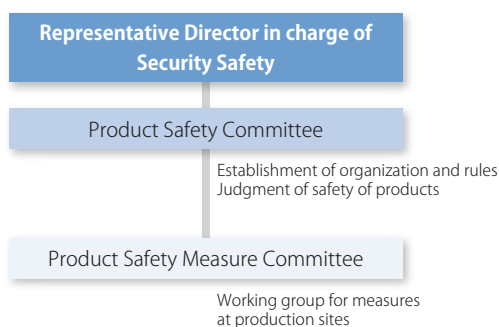 Representative Director in charge of
Security Safety
Product Safety Committee
Establishment of organization and rules
Judgment of safety of products
Product Safety Measure Committee
Working group for measures
at production sites